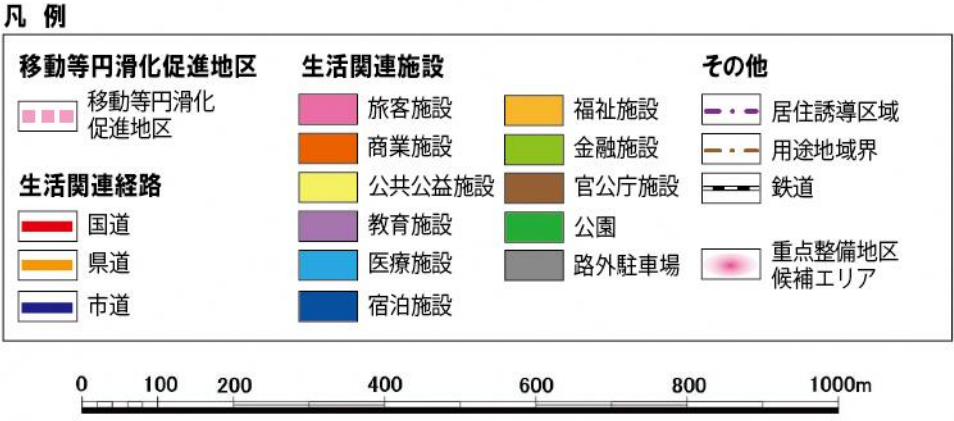 凡 例
移動等円滑化促進地区
移動等円滑化
促進地区
生活関連経路
国道
県道
市道
生活関連施設
旅客施設
商業施設
公共公益施設
教育施設
医療施設
宿泊施設
福祉施設
金融施設
官公庁施設
公園
路外駐車場
その他
居住誘導区域
用途地域界
鉄道
重点整備地区
候補エリア
0 100 200 400 600 800 1000m